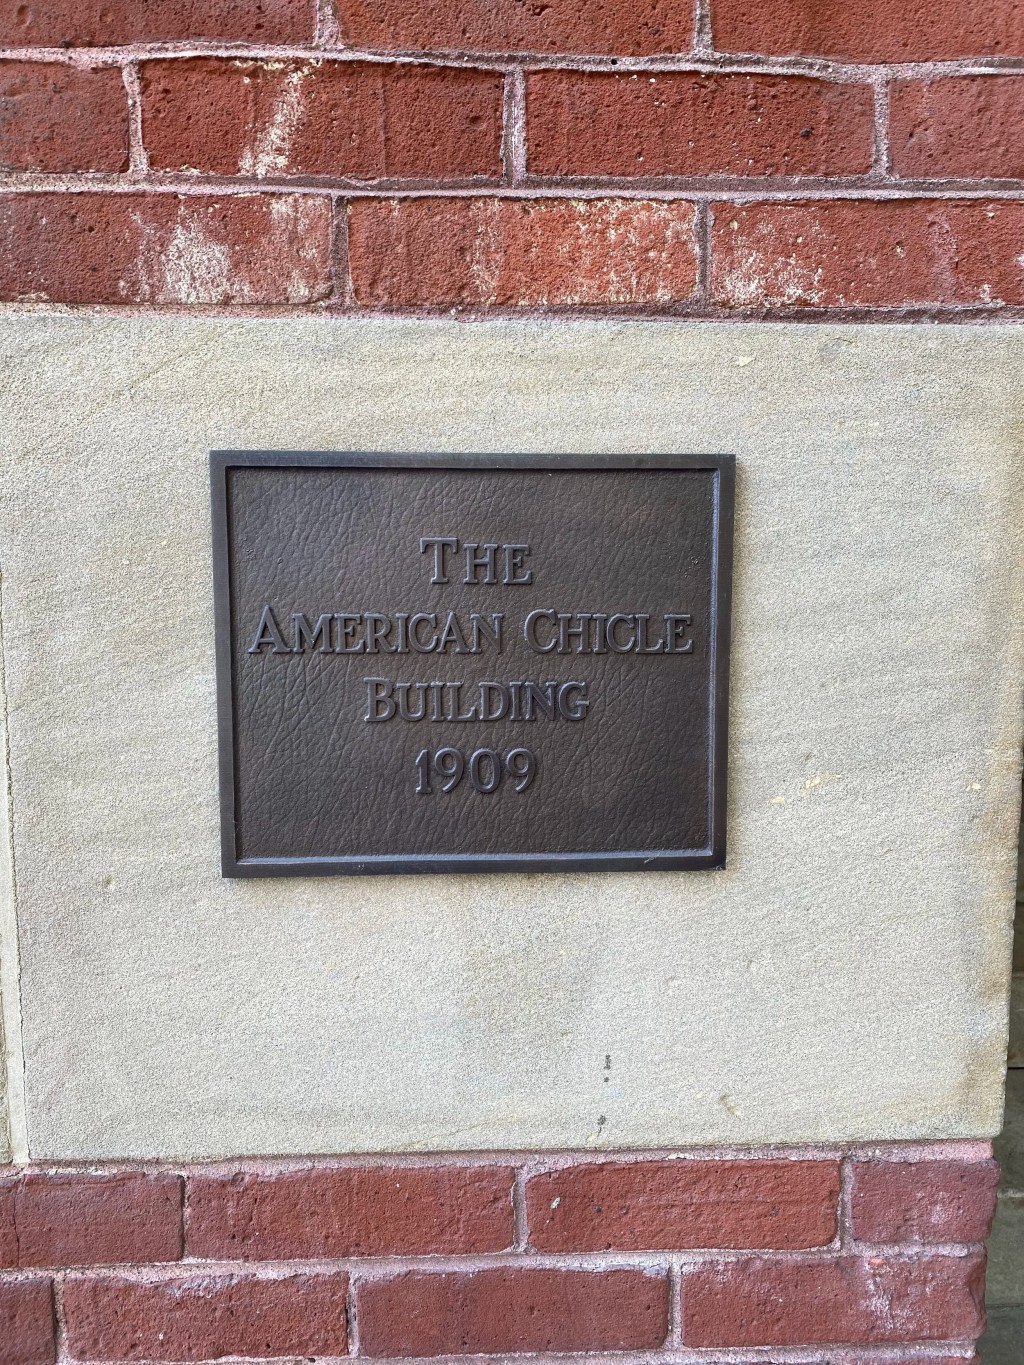 The
American Chicle
Building
1909